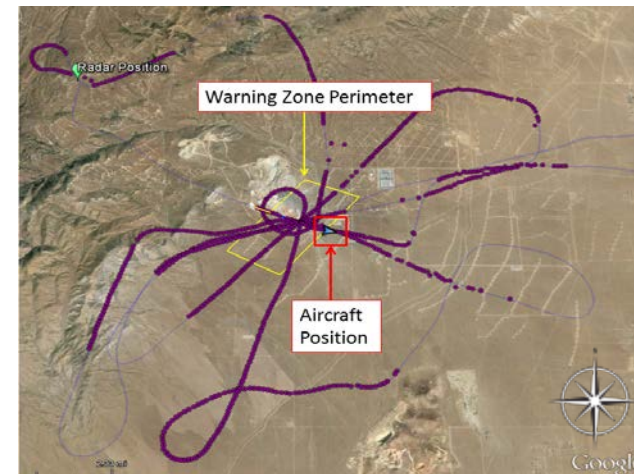 Radar Position
Warning Zone Perimeter
Aircraft
Position
Google